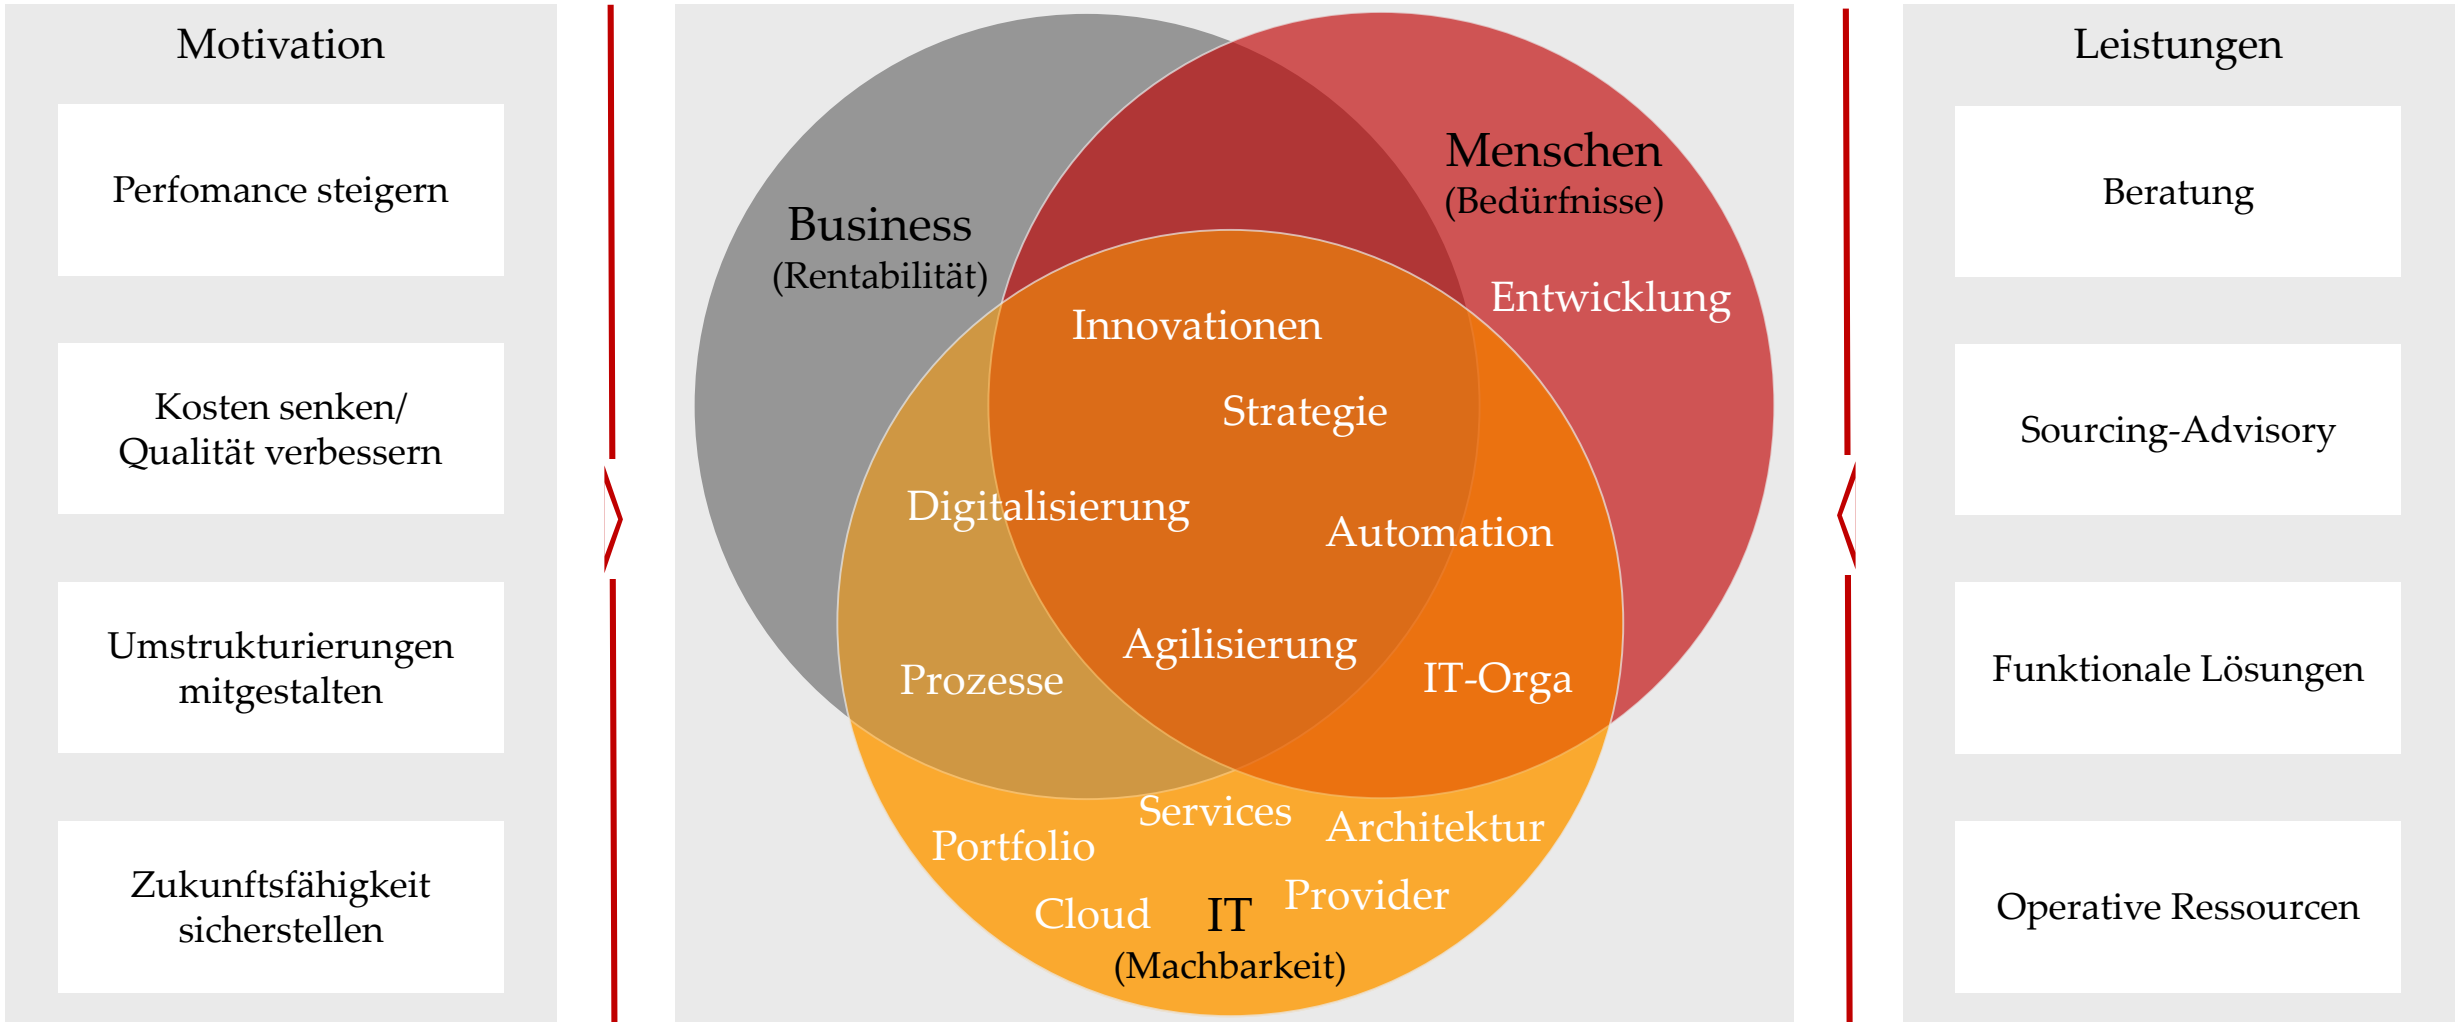 Motivation
Perfomance steigern
Kosten senken/
Qualität verbessern
Umstrukturierungen
mitgestalten
Zukunftsfähigkeit
sicherstellen
Menschen
(Bedürfnisse)
Business
(Rentabilität)
Entwicklung
Innovationen
Strategie
Digitalisierung
Automation
Agilisierung
Prozesse
IT-Orga
Services
Architektur
Portfolio
Provider
Cloud
IT
(Machbarkeit)
Leistungen
Beratung
Sourcing-Advisory
Funktionale Lösungen
Operative Ressourcen